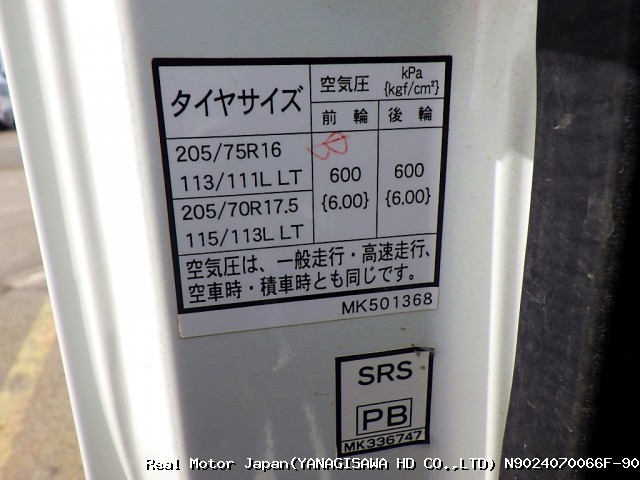 タイヤサイズ
空気圧 kPa {kgf/cm²}
前輪 後輪
205/75R16
113/111L LT
600 {6.00} 600 {6.00}
205/70R17.5
115/113L LT
空気圧は、一般走行・高速走行、
空車時・積車時とも同じです。
MK501368
SRS
PB
MK336747
Real Motor Japan(YANAGISAWA HD CO.,LTD) N9024070066F-90